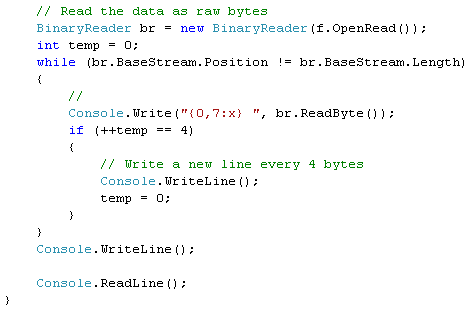 // Read the data as raw bytes
BinaryReader br = new BinaryReader(f.OpenRead());
int temp = 0;
while (br.BaseStream.Position != br.BaseStream.Length)
{
//
Console.Write("{0,7:x} ", br.ReadByte());
if (++temp == 4)
{
// Write a new line every 4 bytes
Console.WriteLine();
temp = 0;
}
}
Console.WriteLine();
Console.ReadLine();
}